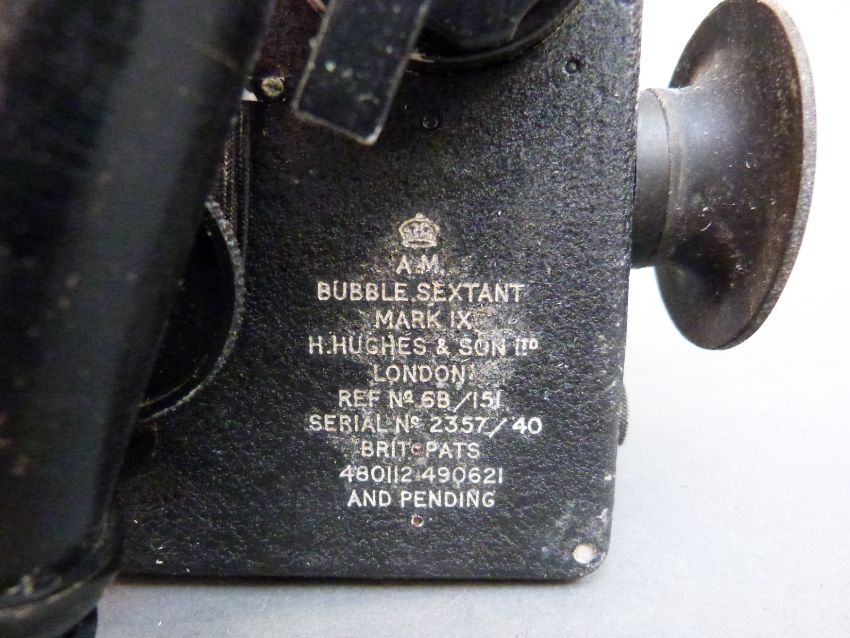 A.M.
BUBBLE SEXTANT
MARK IX
H. HUGHES & SON LTD
LONDON
REF No. 6B/151
SERIAL No. 2357/40
BRIT. PATS
480112-490621
AND PENDING